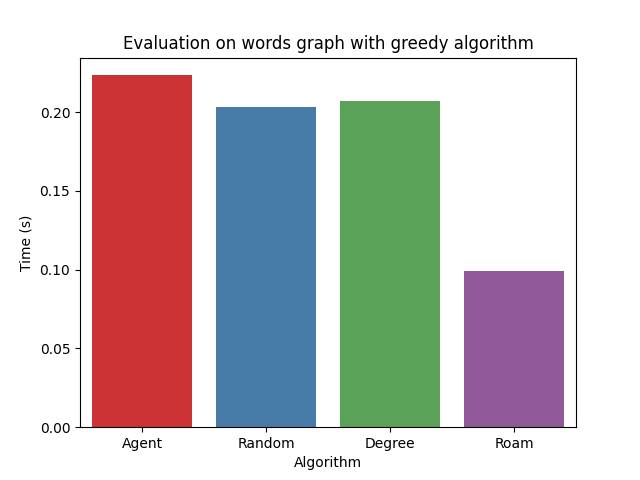 Evaluation on words graph with greedy algorithm
Time (s)
0.20
0.15
0.10
0.05
0.00
Agent Random Degree Roam
Algorithm